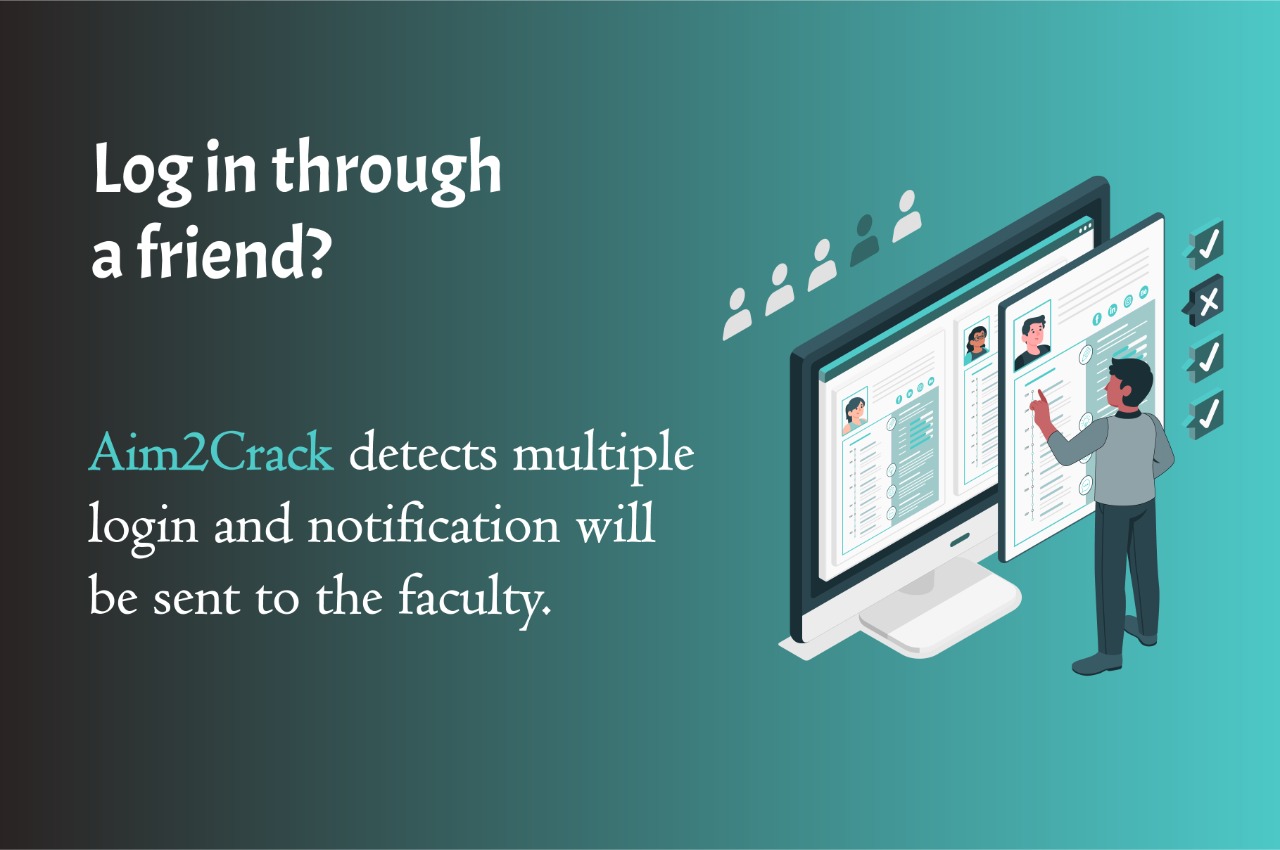 Log in through
a friend?
Aim2Crack detects multiple
login and notification will
be sent to the faculty.